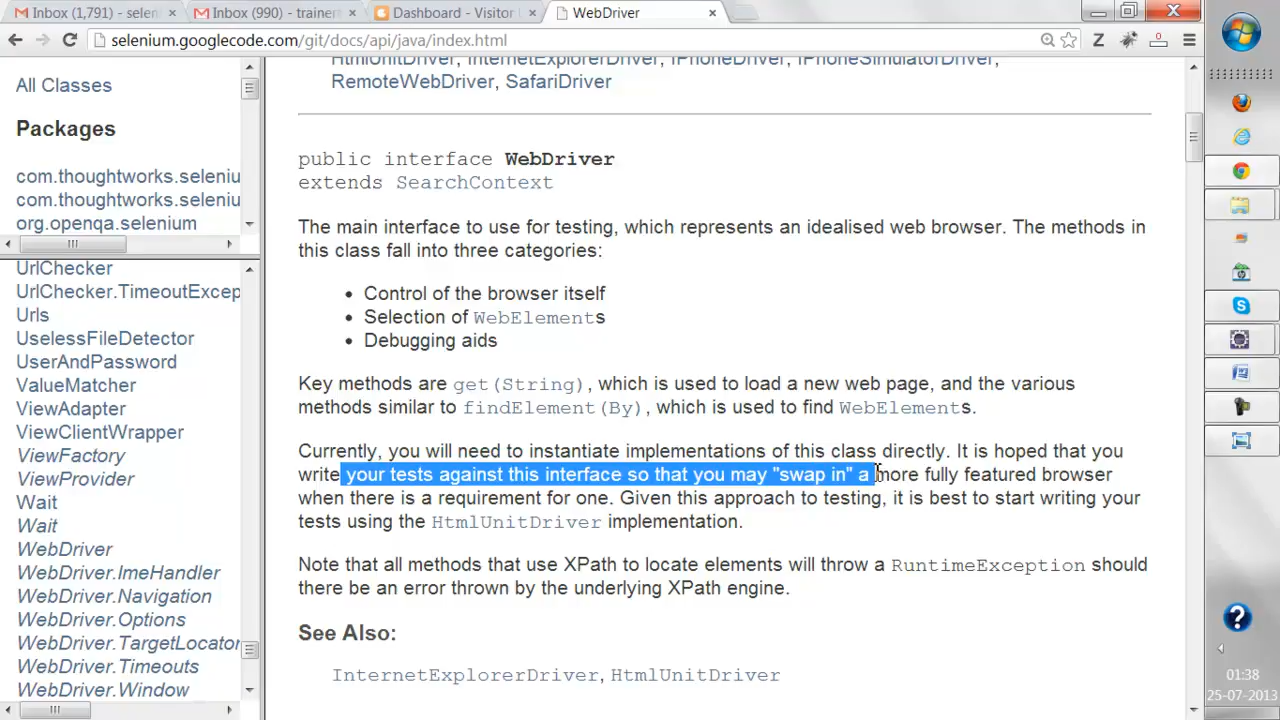 Inbox (1,791) - selen
Inbox (990) - trainer
Dashboard - Visitor L
WebDriver
selenium.googlecode.com/git/docs/api/java/index.html
All Classes
Packages
com.thoughtworks.seleniu
com.thoughtworks.seleniu
org.openqa.selenium
UrlChecker
UrlChecker.TimeoutExcep
Urls
UselessFileDetector
UserAndPassword
ValueMatcher
ViewAdapter
ViewClientWrapper
ViewFactory
ViewProvider
Wait
Wait
WebDriver
WebDriver.ImeHandler
WebDriver.Navigation
WebDriver.Options
WebDriver.TargetLocator
WebDriver.Timeouts
WebDriver.Window
HtmlUnitDriver, InternetExplorerDriver, IPhoneDriver, IPhoneSimulatorDriver,
RemoteWebDriver, SafariDriver
public interface WebDriver
extends SearchContext
The main interface to use for testing, which represents an idealised web browser. The methods in
this class fall into three categories:
• Control of the browser itself
• Selection of WebElements
• Debugging aids
Key methods are get(String), which is used to load a new web page, and the various
methods similar to findElement(By), which is used to find WebElements.
Currently, you will need to instantiate implementations of this class directly. It is hoped that you
write your tests against this interface so that you may "swap in" a more fully featured browser
when there is a requirement for one. Given this approach to testing, it is best to start writing your
tests using the HtmlUnitDriver implementation.
Note that all methods that use XPath to locate elements will throw a RuntimeException should
there be an error thrown by the underlying XPath engine.
See Also:
InternetExplorerDriver, HtmlUnitDriver
01:38
25-07-2013